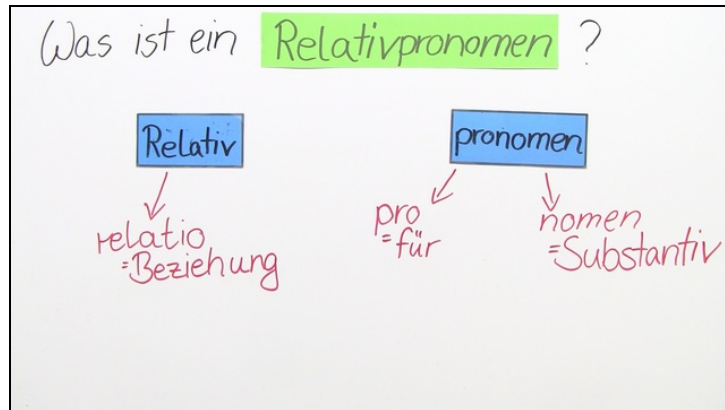 Was ist ein Relativpronomen ?
Relativ
pronomen
relatio
=Beziehung
pro
=für
nomen
=Substantiv